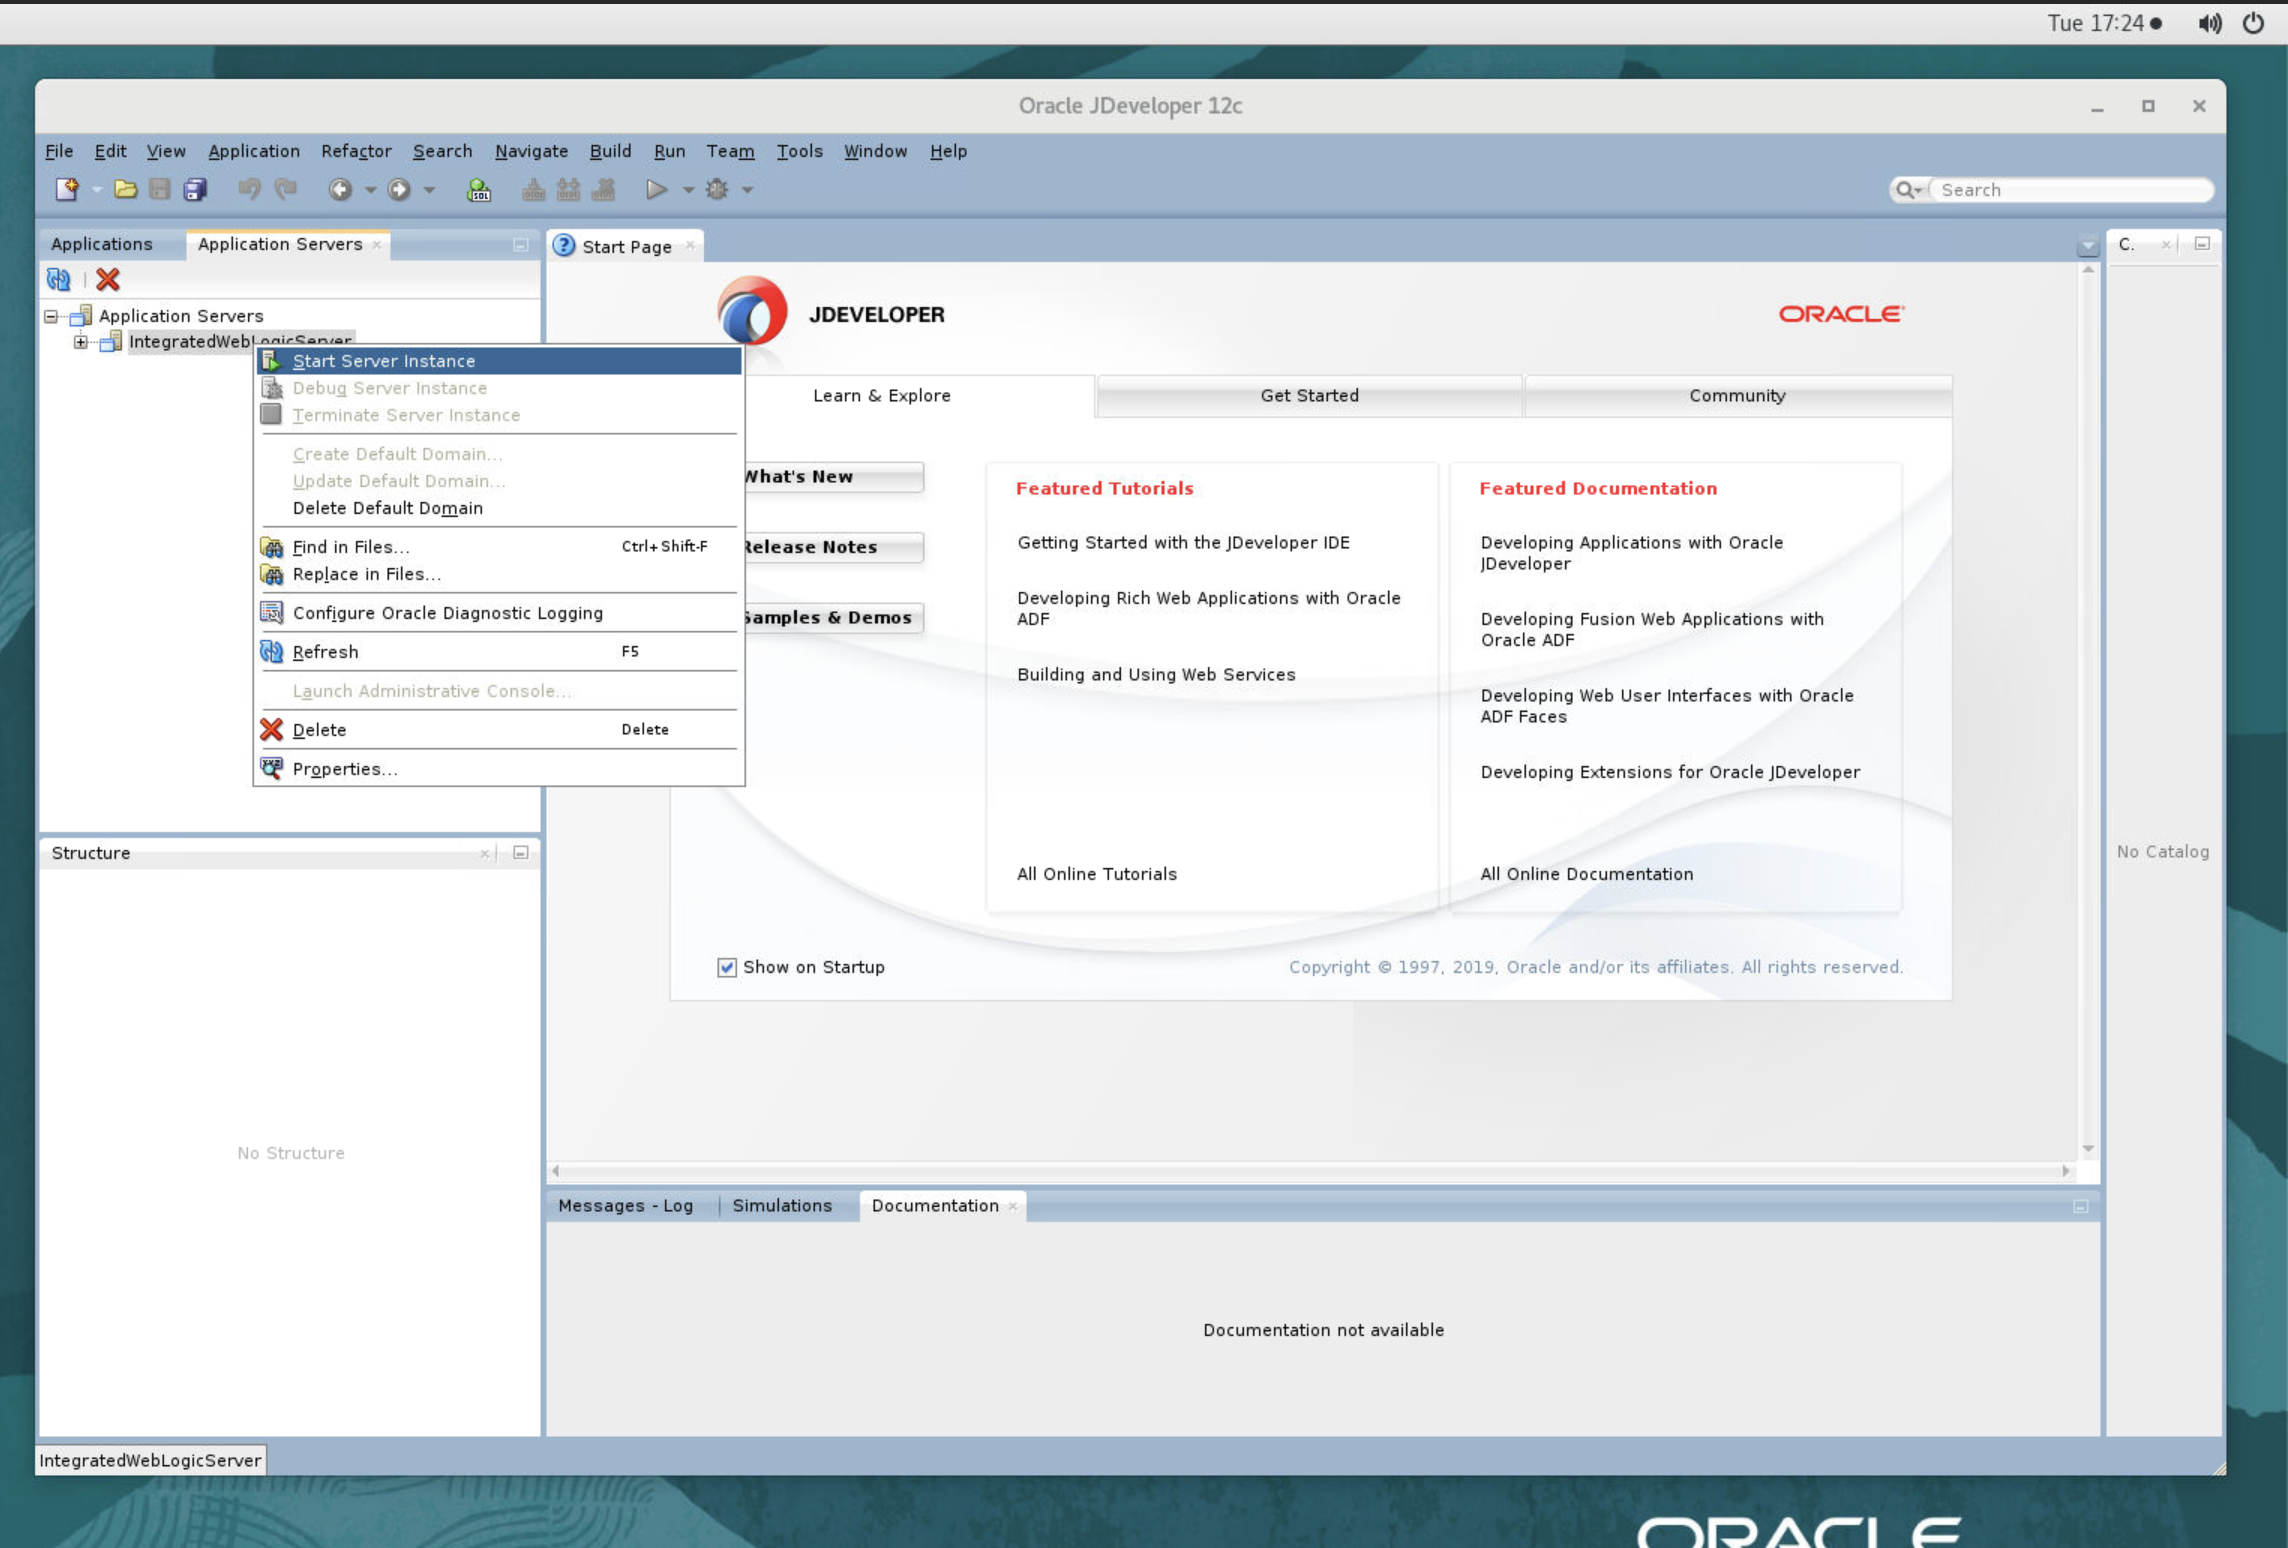 Tue 17:24
Oracle JDeveloper 12c
File Edit View Application Refactor Search Navigate Build Run Team Tools Window Help
Search
Applications
Application Servers
Start Page
C.
Application Servers
IntegratedWebLogicServer
Start Server Instance
Debug Server Instance
Terminate Server Instance
Create Default Domain...
Update Default Domain...
Delete Default Domain
Find in Files... Ctrl+Shift-F
Replace in Files...
Configure Oracle Diagnostic Logging
Refresh F5
Launch Administrative Console...
Delete Delete
Properties...
JDEVELOPER
ORACLE
Learn & Explore
Get Started
Community
What's New
Release Notes
Samples & Demos
Featured Tutorials
Getting Started with the JDeveloper IDE
Developing Rich Web Applications with Oracle
ADF
Building and Using Web Services
All Online Tutorials
Featured Documentation
Developing Applications with Oracle
JDeveloper
Developing Fusion Web Applications with
Oracle ADF
Developing Web User Interfaces with Oracle
ADF Faces
Developing Extensions for Oracle JDeveloper
All Online Documentation
Show on Startup
Copyright © 1997, 2019, Oracle and/or its affiliates. All rights reserved.
No Catalog
Structure
No Structure
Messages - Log
Simulations
Documentation
Documentation not available
IntegratedWebLogicServer
ORACLE